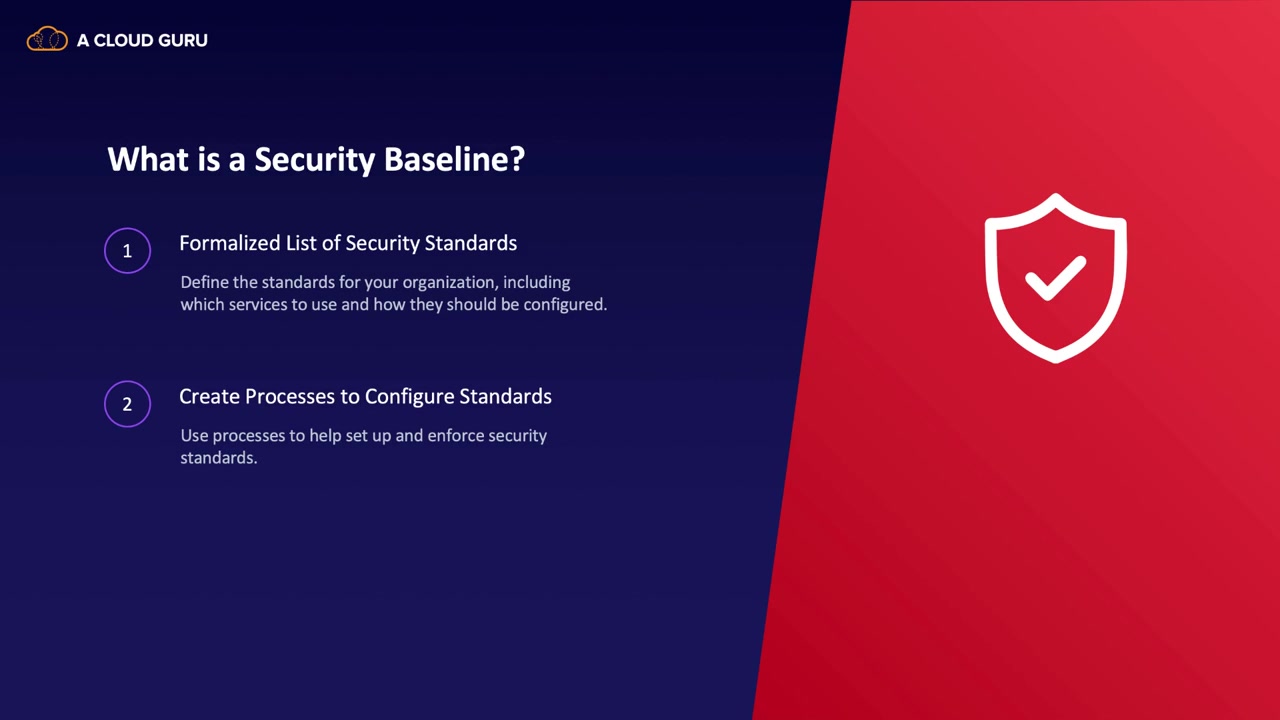 A CLOUD GURU
What is a Security Baseline?
1
Formalized List of Security Standards
Define the standards for your organization, including
which services to use and how they should be configured.
2
Create Processes to Configure Standards
Use processes to help set up and enforce security
standards.